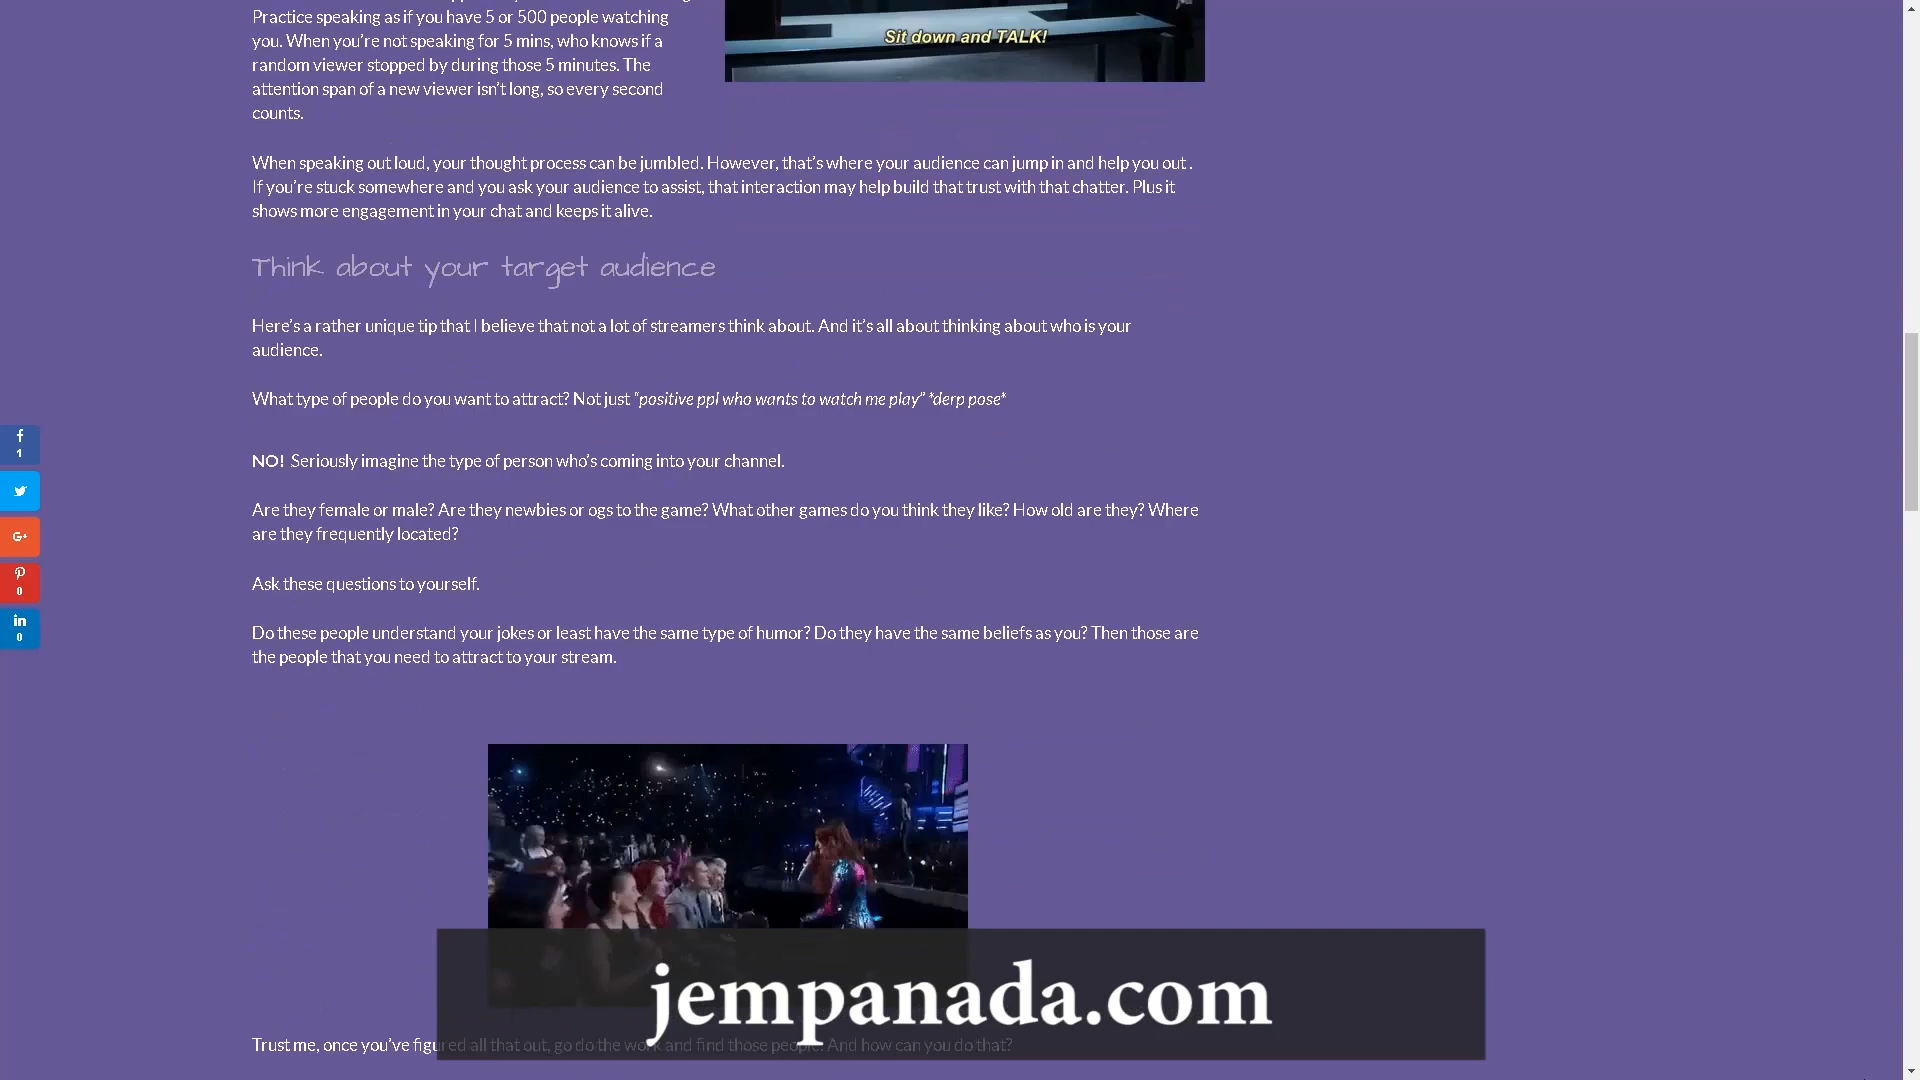 Practice speaking as if you have 5 or 500 people watching
you. When you’re not speaking for 5 mins, who knows if a
random viewer stopped by during those 5 minutes. The
attention span of a new viewer isn’t long, so every second
counts.
Sit down and TALK!
When speaking out loud, your thought process can be jumbled. However, that’s where your audience can jump in and help you out .
If you’re stuck somewhere and you ask your audience to assist, that interaction may help build that trust with that chatter. Plus it
shows more engagement in your chat and keeps it alive.
Think about your target audience
Here’s a rather unique tip that I believe that not a lot of streamers think about. And it’s all about thinking about who is your
audience.
What type of people do you want to attract? Not just “positive ppl who wants to watch me play” *derp pose*
NO! Seriously imagine the type of person who’s coming into your channel.
Are they female or male? Are they newbies or ogs to the game? What other games do you think they like? How old are they? Where
are they frequently located?
Ask these questions to yourself.
Do these people understand your jokes or least have the same type of humor? Do they have the same beliefs as you? Then those are
the people that you need to attract to your stream.
f
1
G+
0
in
0
jempanada.com
Trust me, once you’ve figured all that out, go do the work and find those people. And how can you do that?